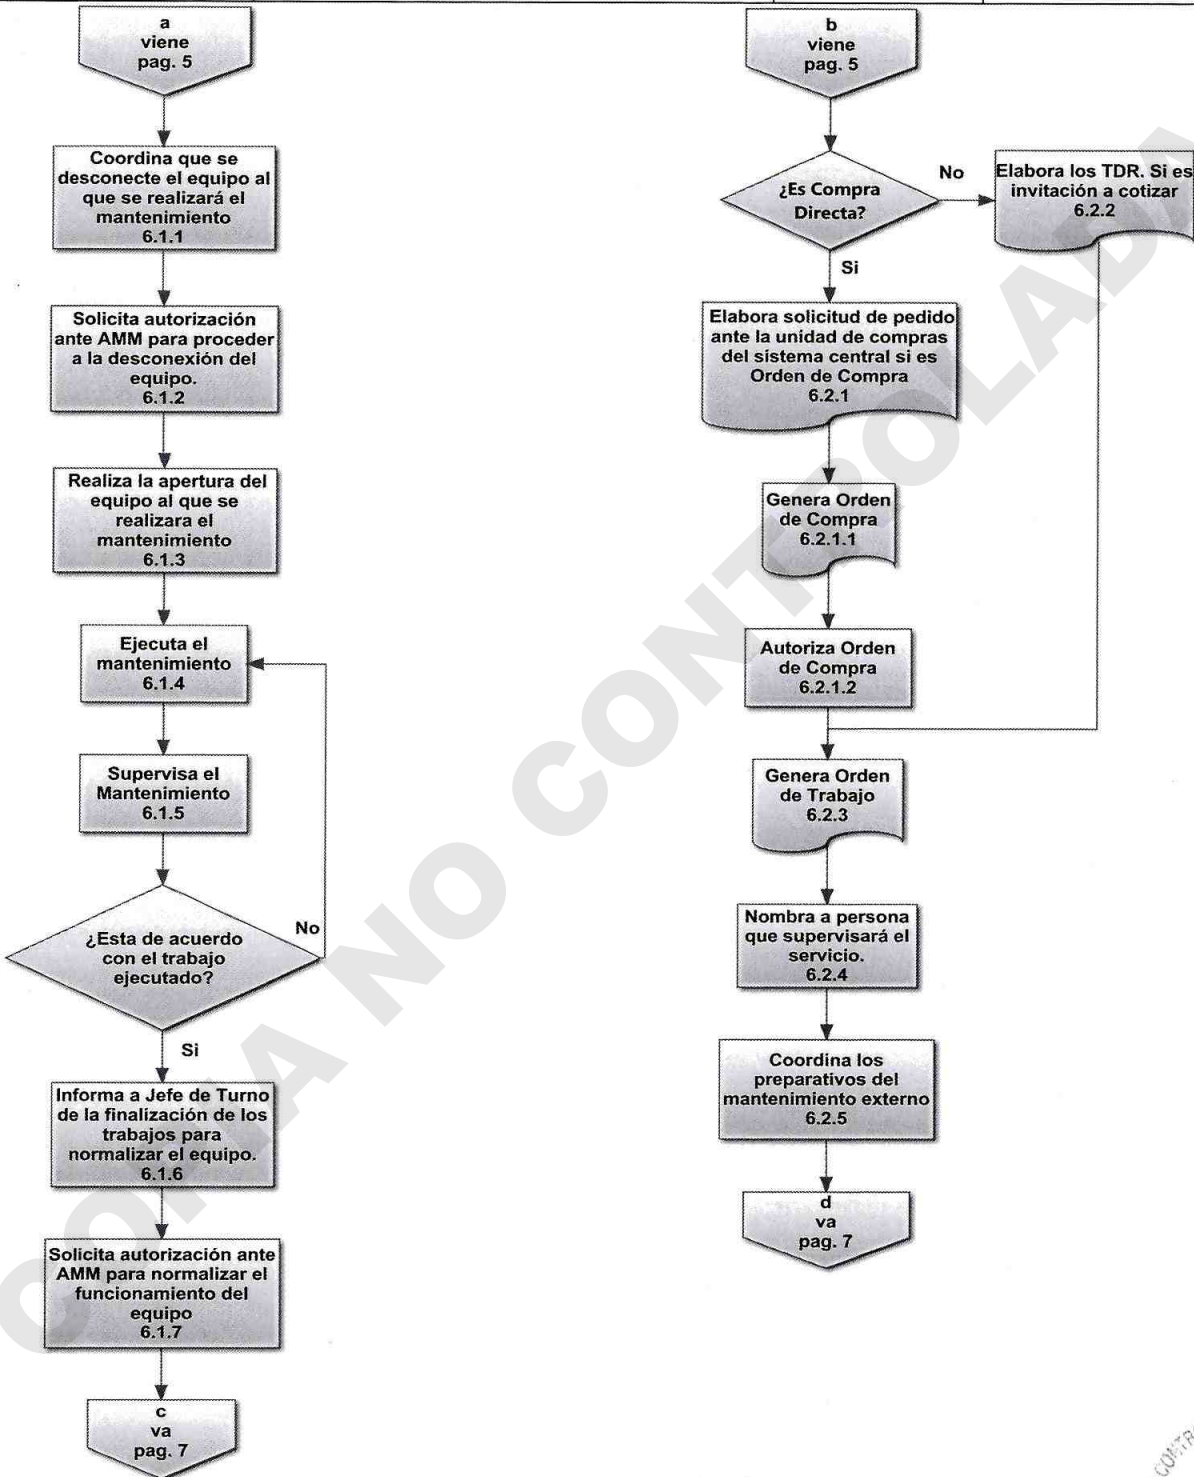 a
viene
pag. 5
Coordina que se
desconecte el equipo al
que se realizará el
mantenimiento
6.1.1
Solicita autorización
ante AMM para proceder
a la desconexión del
equipo.
6.1.2
Realiza la apertura del
equipo al que se
realizara el
mantenimiento
6.1.3
Ejecuta el
mantenimiento
6.1.4
Supervisa el
Mantenimiento
6.1.5
¿Esta de acuerdo
con el trabajo
ejecutado?
No
Si
Informa a Jefe de Turno
de la finalización de los
trabajos para
normalizar el equipo.
6.1.6
Solicita autorización ante
AMM para normalizar el
funcionamiento del
equipo
6.1.7
c
va
pag. 7
b
viene
pag. 5
¿Es Compra
Directa?
No
Elabora los TDR. Si es
invitación a cotizar
6.2.2
Si
Elabora solicitud de pedido
ante la unidad de compras
del sistema central si es
Orden de Compra
6.2.1
Genera Orden
de Compra
6.2.1.1
Autoriza Orden
de Compra
6.2.1.2
Genera Orden
de Trabajo
6.2.3
Nombra a persona
que supervisará el
servicio.
6.2.4
Coordina los
preparativos del
mantenimiento externo
6.2.5
d
va
pag. 7
COPIA NO CONTROLADA